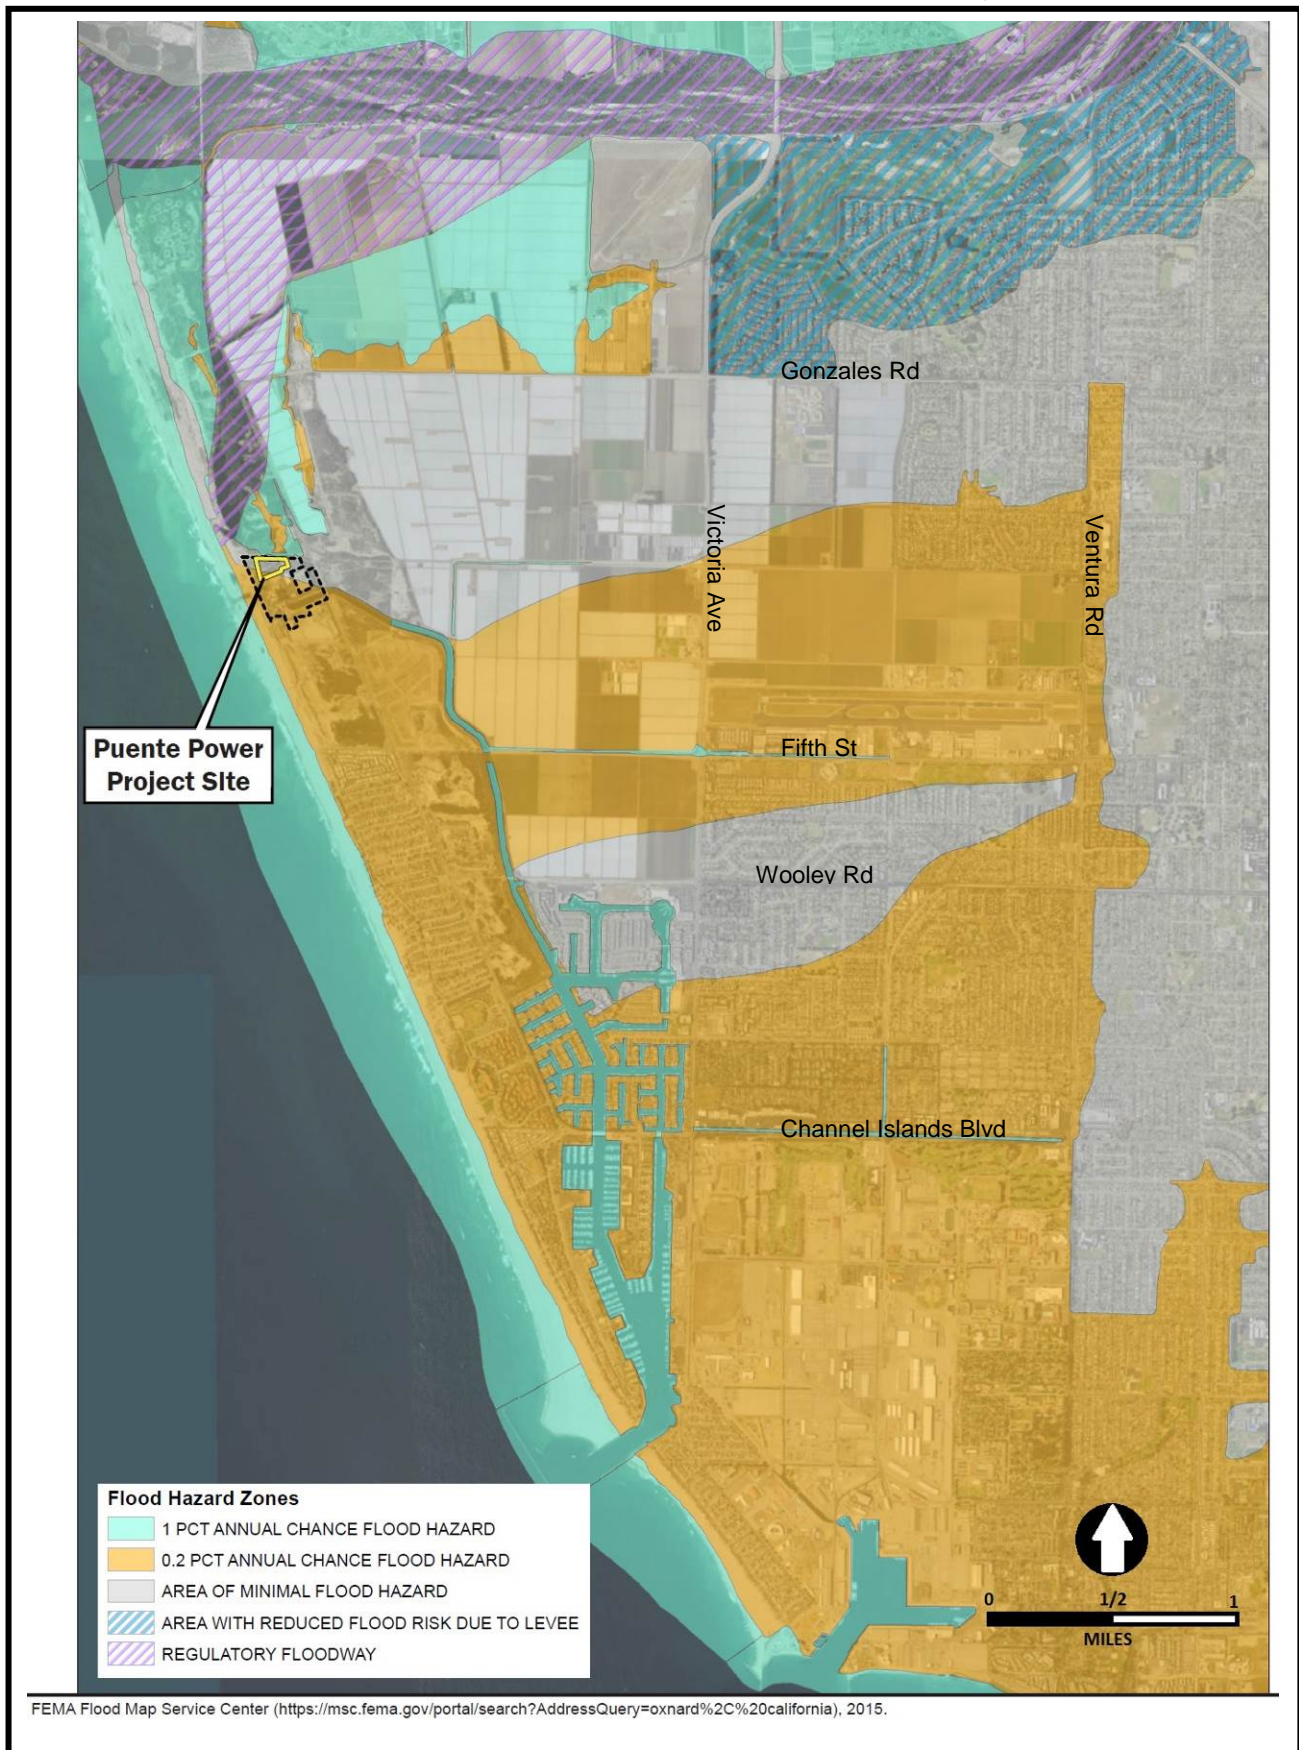 Gonzales Rd
Victoria Ave
Ventura Rd
Puente Power
Project SIte
Fifth St
Wooley Rd
Channel Islands Blvd
Flood Hazard Zones
1 PCT ANNUAL CHANCE FLOOD HAZARD
0.2 PCT ANNUAL CHANCE FLOOD HAZARD
AREA OF MINIMAL FLOOD HAZARD
AREA WITH REDUCED FLOOD RISK DUE TO LEVEE
REGULATORY FLOODWAY
0 1/2 1
MILES
FEMA Flood Map Service Center (https://msc.fema.gov/portal/search?AddressQuery=oxnard%2C%20california), 2015.